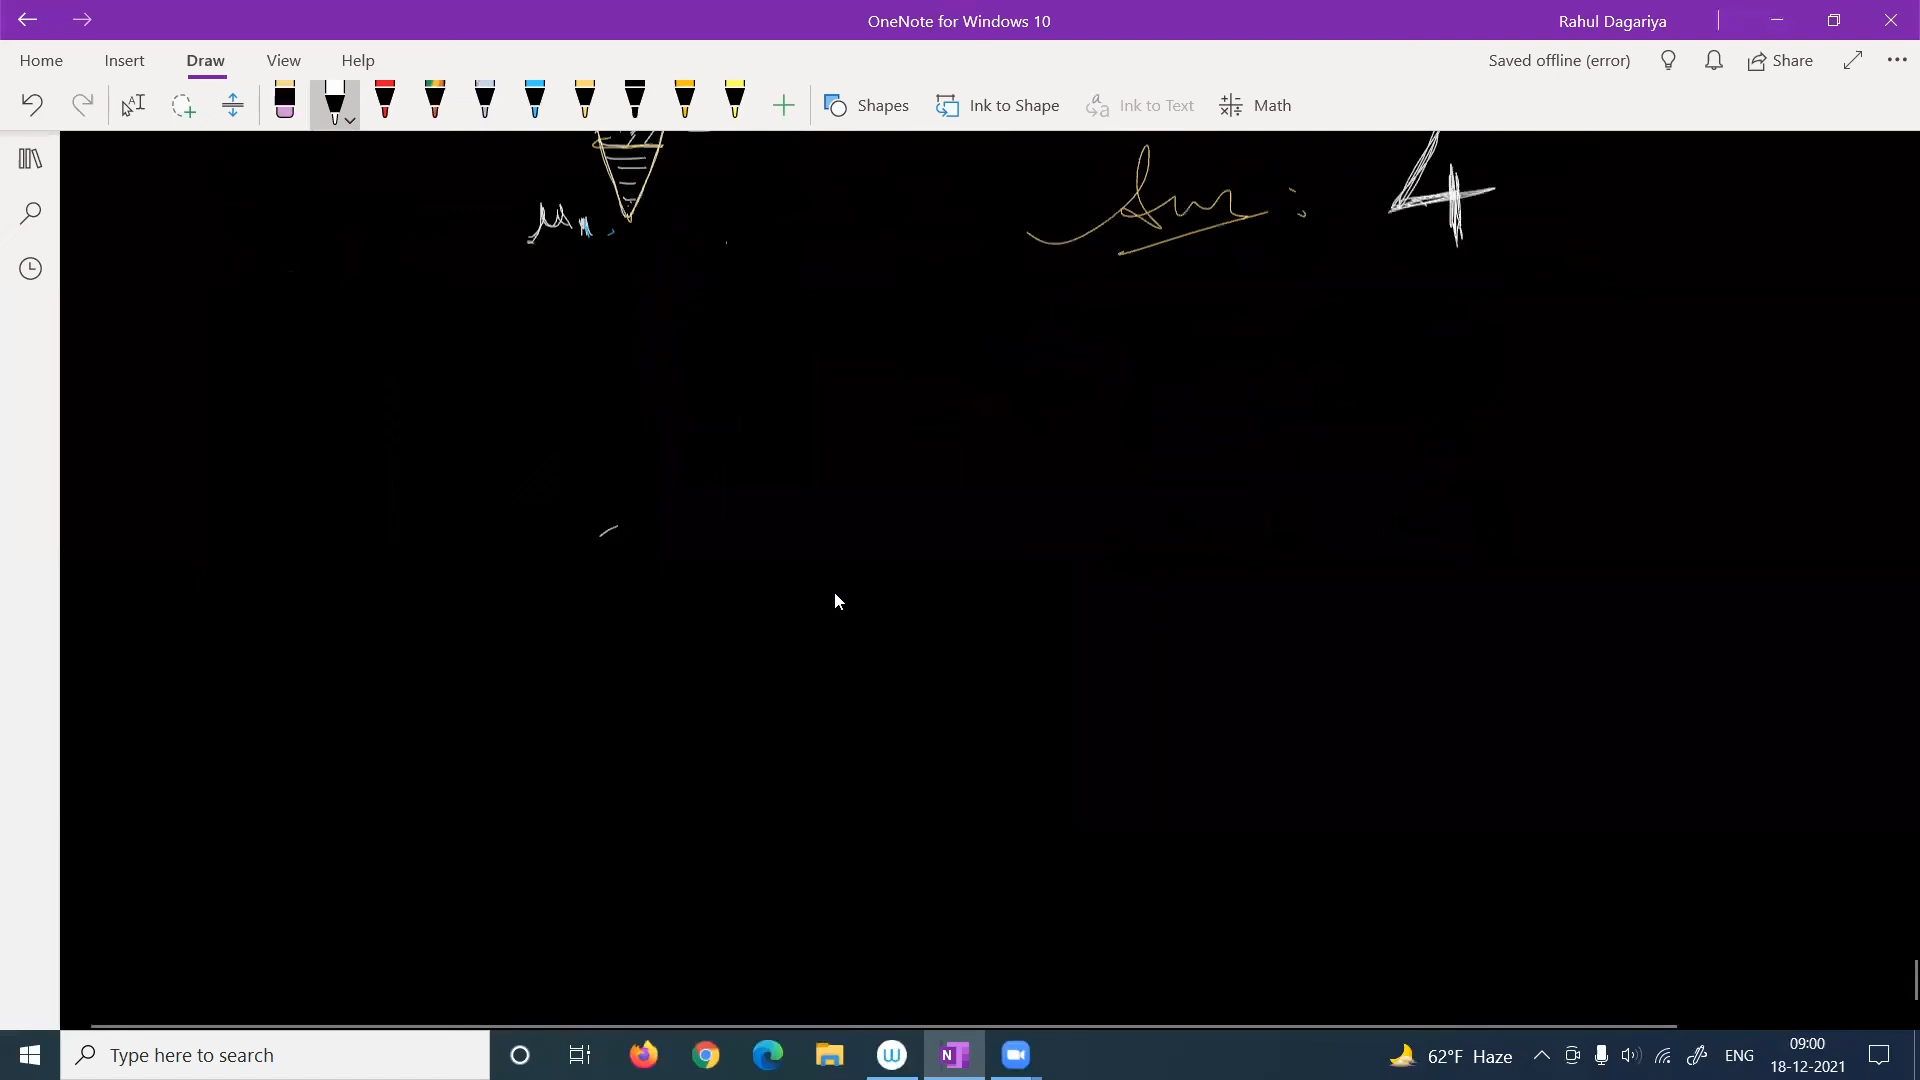 OneNote for Windows 10 Rahul Dagariya
Home Insert Draw View Help Saved offline (error) Share
Shapes Ink to Shape Ink to Text Math
Ans: 4
Type here to search 62°F Haze ENG 09:00
18-12-2021